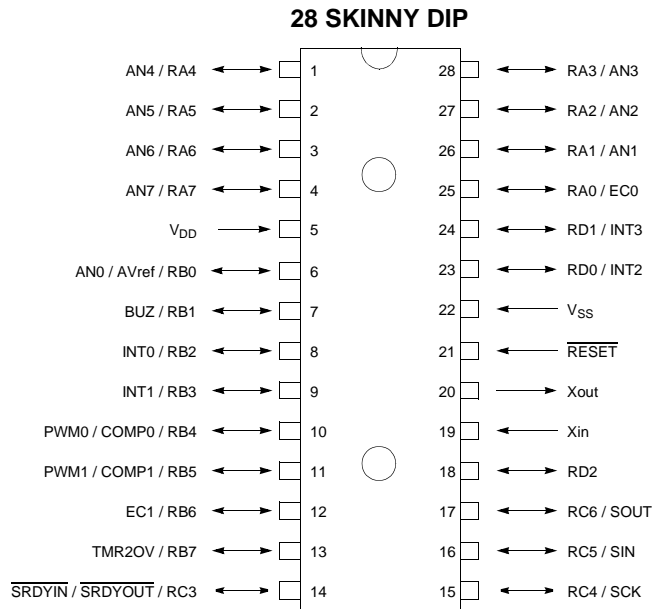 28 SKINNY DIP
AN4 / RA4 1 28 RA3 / AN3
AN5 / RA5 2 27 RA2 / AN2
AN6 / RA6 3 26 RA1 / AN1
AN7 / RA7 4 25 RA0 / EC0
VDD 5 24 RD1 / INT3
AN0 / AVref / RB0 6 23 RD0 / INT2
BUZ / RB1 7 22 VSS
INT0 / RB2 8 21 RESET
INT1 / RB3 9 20 Xout
PWM0 / COMP0 / RB4 10 19 Xin
PWM1 / COMP1 / RB5 11 18 RD2
EC1 / RB6 12 17 RC6 / SOUT
TMR2OV / RB7 13 16 RC5 / SIN
SRDYIN / SRDYOUT / RC3 14 15 RC4 / SCK